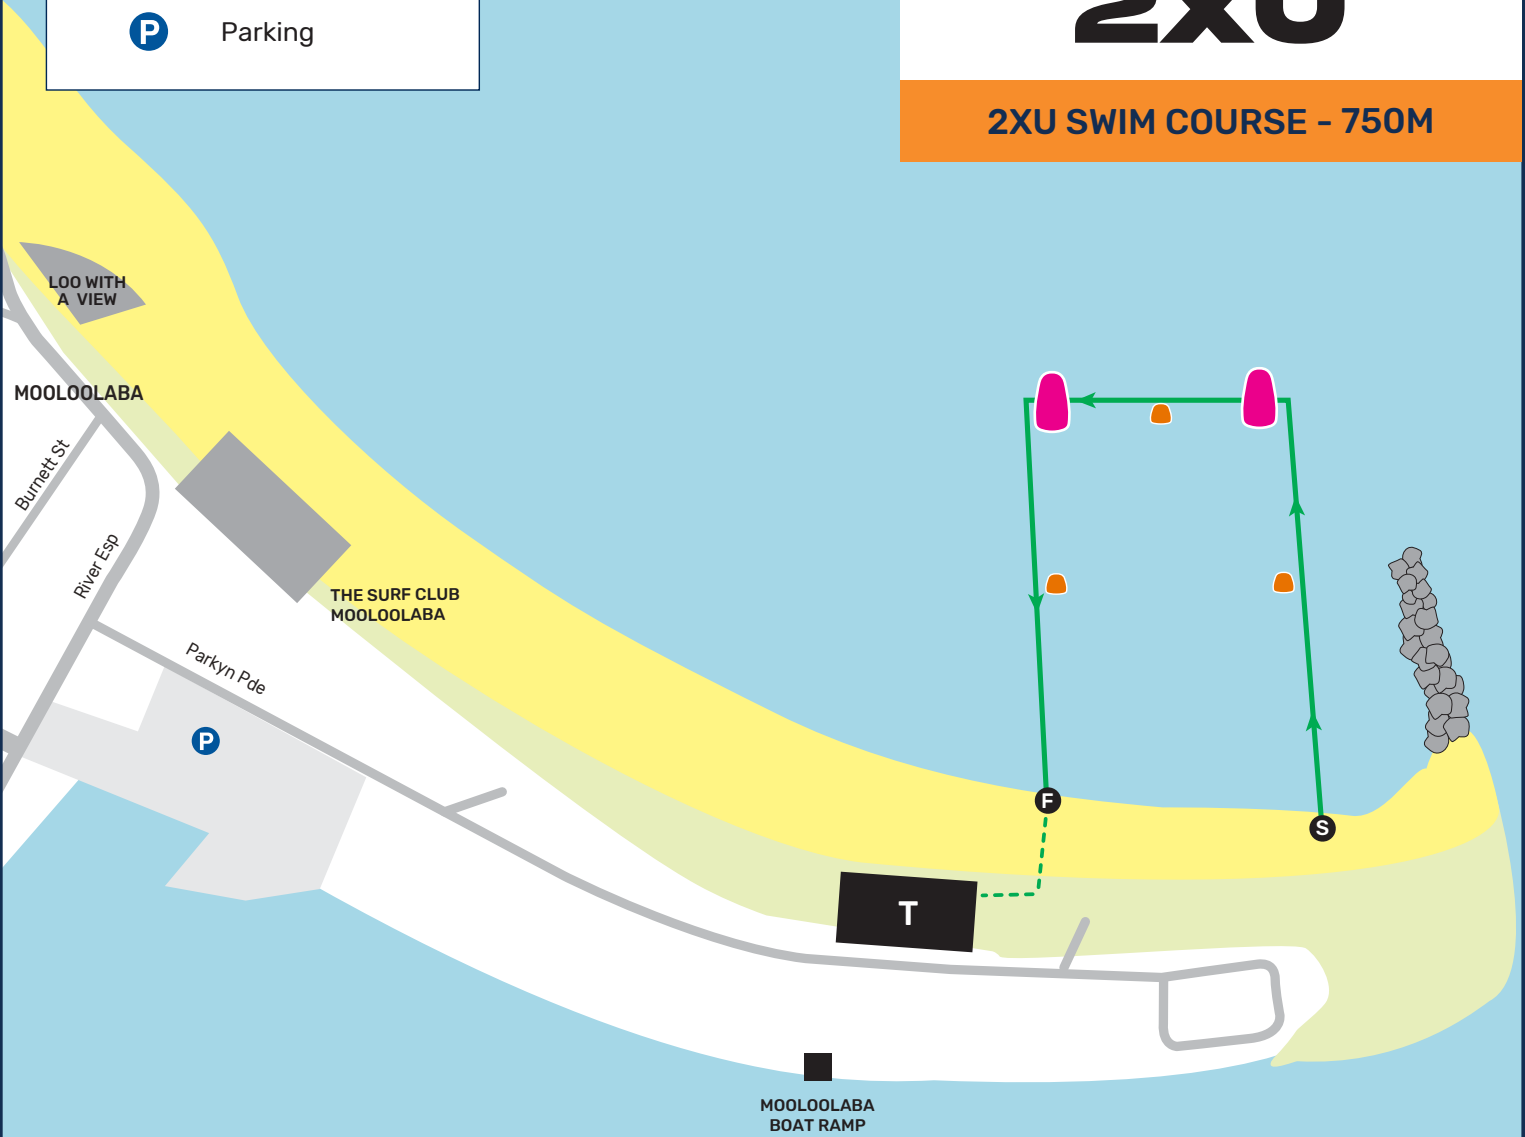 P Parking
2XU
2XU SWIM COURSE - 750M
LOO WITH
A VIEW
MOOLOOLABA
Burnett St
River Esp
THE SURF CLUB
MOOLOOLABA
Parkyn Pde
P
F
S
T
MOOLOOLABA
BOAT RAMP